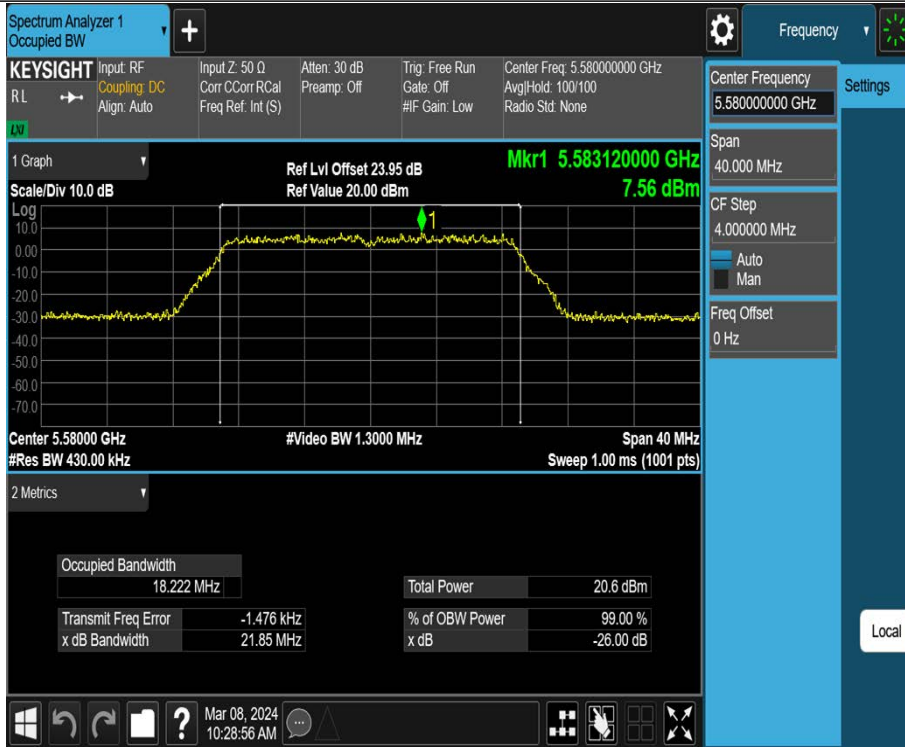 Spectrum Analyzer 1
Occupied BW
+
Frequency
KEYSIGHT
RL
LXI
Input: RF
Coupling: DC
Align: Auto
Input Z: 50 Ω
Corr CCorr RCal
Freq Ref: Int (S)
Atten: 30 dB
Preamp: Off
Trig: Free Run
Gate: Off
#IF Gain: Low
Center Freq: 5.580000000 GHz
Avg|Hold: 100/100
Radio Std: None
Center Frequency
5.580000000 GHz
Settings
Span
40.000 MHz
CF Step
4.000000 MHz
Auto
Man
Freq Offset
0 Hz
Local
1 Graph
Scale/Div 10.0 dB
Ref Lvl Offset 23.95 dB
Ref Value 20.00 dBm
Mkr1 5.583120000 GHz
7.56 dBm
Log
10.0
0.00
-10.0
-20.0
-30.0
-40.0
-50.0
-60.0
-70.0
1
Center 5.58000 GHz
#Res BW 430.00 kHz
#Video BW 1.3000 MHz
Span 40 MHz
Sweep 1.00 ms (1001 pts)
2 Metrics
Occupied Bandwidth
18.222 MHz
Total Power 20.6 dBm
Transmit Freq Error -1.476 kHz
% of OBW Power 99.00 %
x dB Bandwidth 21.85 MHz
x dB -26.00 dB
?
Mar 08, 2024
10:28:56 AM